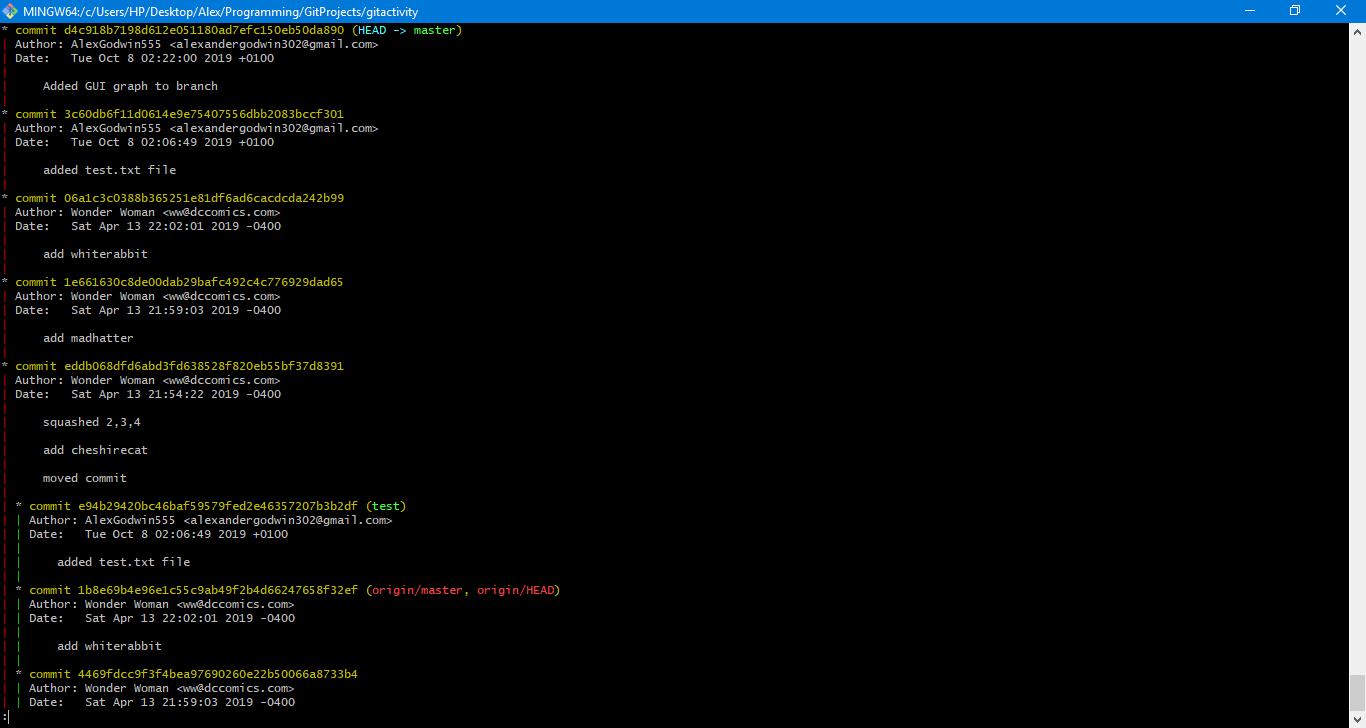 MINGW64:/c/Users/HP/Desktop/Alex/Programming/GitProjects/gitactivity
* commit d4c918b7198d612e051180ad7efc150eb50da890 (HEAD -> master)
| Author: AlexGodwin555 <alexandergodwin302@gmail.com>
| Date:   Tue Oct 8 02:22:00 2019 +0100
|
|     Added GUI graph to branch
|
* commit 3c60db6f11d0614e9e75407556dbb2083bccf301
| Author: AlexGodwin555 <alexandergodwin302@gmail.com>
| Date:   Tue Oct 8 02:06:49 2019 +0100
|
|     added test.txt file
|
* commit 06a1c3c0388b365251e81df6ad6cacdcda242b99
| Author: Wonder Woman <ww@dccomics.com>
| Date:   Sat Apr 13 22:02:01 2019 -0400
|
|     add whiterabbit
|
* commit 1e661630c8de00dab29bafc492c4c776929dad65
| Author: Wonder Woman <ww@dccomics.com>
| Date:   Sat Apr 13 21:59:03 2019 -0400
|
|     add madhatter
|
* commit eddb068dfd6abd3fd638528f820eb55bf37d8391
| Author: Wonder Woman <ww@dccomics.com>
| Date:   Sat Apr 13 21:54:22 2019 -0400
|
|     squashed 2,3,4
|
|     add cheshirecat
|
|     moved commit
|
| * commit e94b29420bc46baf59579fed2e46357207b3b2df (test)
| | Author: AlexGodwin555 <alexandergodwin302@gmail.com>
| | Date:   Tue Oct 8 02:06:49 2019 +0100
| |
| |     added test.txt file
| |
| * commit 1b8e69b4e96e1c55c9ab49f2b4d66247658f32ef (origin/master, origin/HEAD)
| | Author: Wonder Woman <ww@dccomics.com>
| | Date:   Sat Apr 13 22:02:01 2019 -0400
| |
| |     add whiterabbit
| |
| * commit 4469fdcc9f3f4bea97690260e22b50066a8733b4
| | Author: Wonder Woman <ww@dccomics.com>
| | Date:   Sat Apr 13 21:59:03 2019 -0400
: